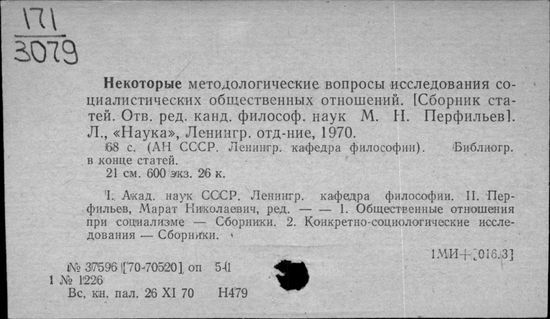 171
3079
Некоторые методологические вопросы исследования со-
циалистических общественных отношений. [Сборник ста-
тей. Отв. ред. канд. философ. наук М. Н. Перфильев].
Л., «Наука», Ленингр. отд-ние, 1970.
68 с. (АН СССР. Ленингр. кафедра философии). Библиогр.
в конце статей.
21 см. 600 экз. 26 к.
I. Акад. наук СССР. Ленингр. кафедра философии. II. Пер-
фильев, Марат Николаевич, ред. — — 1. Общественные отношения
при социализме — Сборники. 2. Конкретно-социологические иссле-
дования — Сборники.
1МИ+[016.3]
№ 37596 [70-70520], оп 5-(1
1 № 1226
Вс. кн. пал. 26 XI 70 Н479